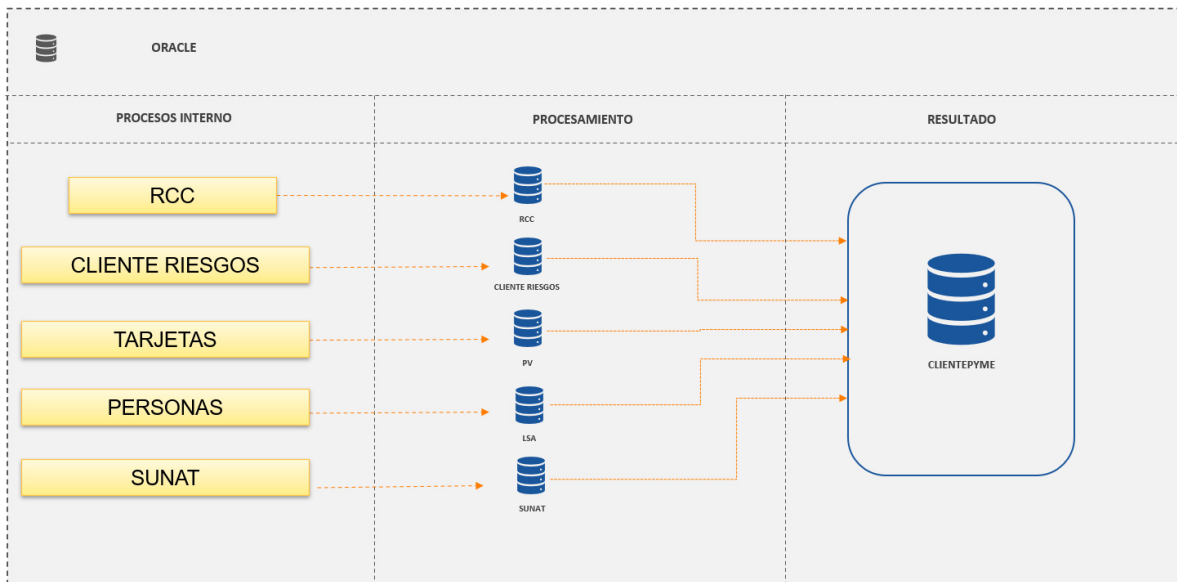 ORACLE
PROCESOS INTERNO
PROCESAMIENTO
RESULTADO
RCC
RCC
CLIENTE RIESGOS
CLIENTE RIESGOS
TARJETAS
PV
CLIENTEPYME
PERSONAS
LSA
SUNAT
SUNAT